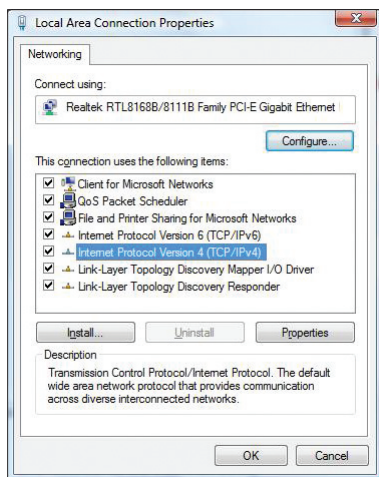 Local Area Connection Properties
Networking
Connect using:
Realtek RTL8168B/8111B Family PCI-E Gigabit Ethernet
Configure...
This connection uses the following items:
Client for Microsoft Networks
QoS Packet Scheduler
File and Printer Sharing for Microsoft Networks
Internet Protocol Version 6 (TCP/IPv6)
Internet Protocol Version 4 (TCP/IPv4)
Link-Layer Topology Discovery Mapper I/O Driver
Link-Layer Topology Discovery Responder
Install... Uninstall Properties
Description
Transmission Control Protocol/Internet Protocol. The default
wide area network protocol that provides communication
across diverse interconnected networks.
OK Cancel